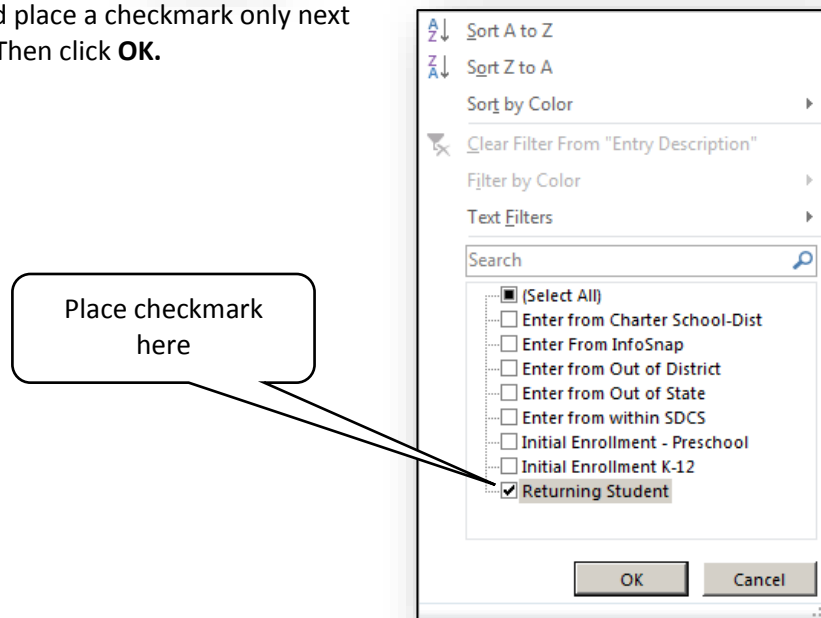 d place a checkmark only next
Then click OK.
Sort A to Z
Sort Z to A
Sort by Color
Clear Filter From "Entry Description"
Filter by Color
Text Filters
Search
Place checkmark
here
(Select All)
Enter from Charter School-Dist
Enter From InfoSnap
Enter from Out of District
Enter from Out of State
Enter from within SDCS
Initial Enrollment - Preschool
Initial Enrollment K-12
Returning Student
OK
Cancel